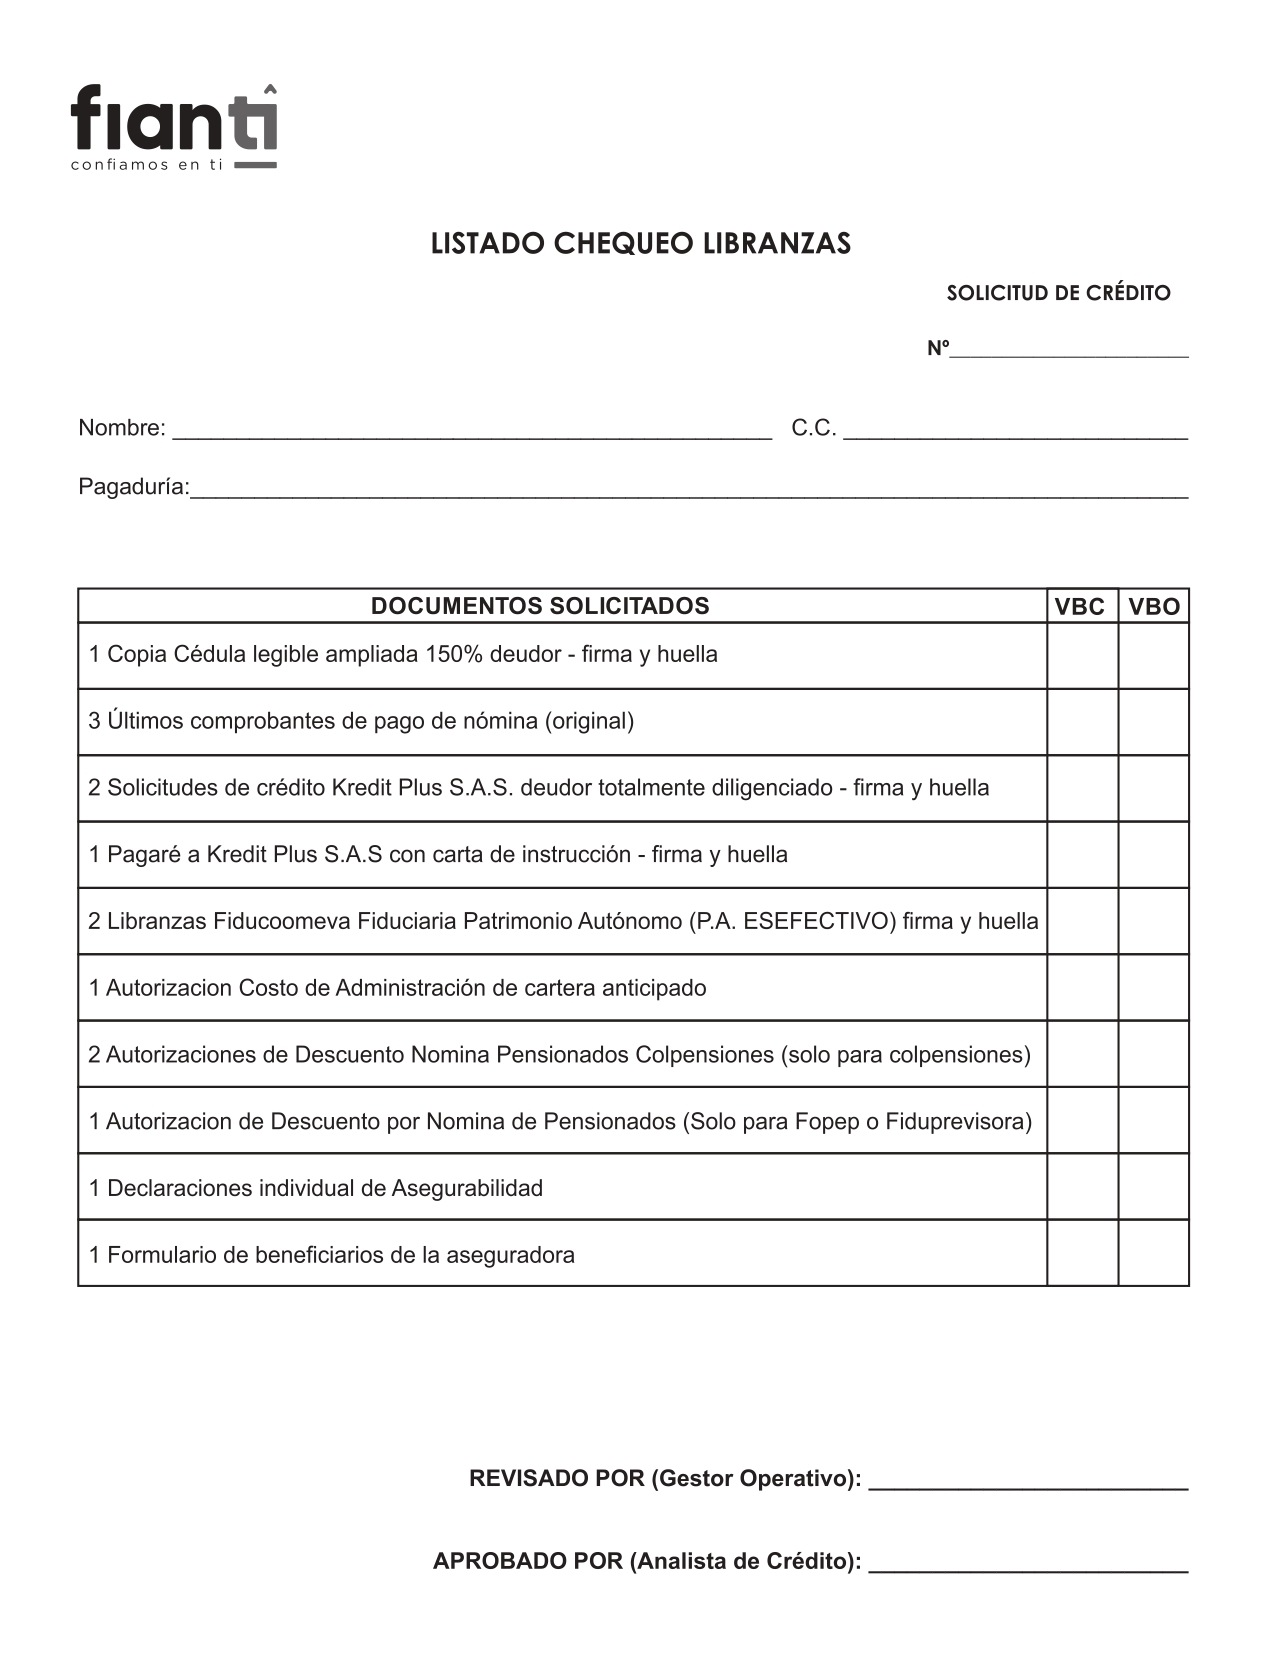 fianti
confiamos en ti
LISTADO CHEQUEO LIBRANZAS
SOLICITUD DE CRÉDITO
Nº____________________
Nombre: ____________________ C.C. ____________________
Pagaduría:____________________
DOCUMENTOS SOLICITADOS VBC VBO
1 Copia Cédula legible ampliada 150% deudor - firma y huella
3 Últimos comprobantes de pago de nómina (original)
2 Solicitudes de crédito Kredit Plus S.A.S. deudor totalmente diligenciado - firma y huella
1 Pagaré a Kredit Plus S.A.S con carta de instrucción - firma y huella
2 Libranzas Fiducoomeva Fiduciaria Patrimonio Autónomo (P.A. ESEFECTIVO) firma y huella
1 Autorizacion Costo de Administración de cartera anticipado
2 Autorizaciones de Descuento Nomina Pensionados Colpensiones (solo para colpensiones)
1 Autorizacion de Descuento por Nomina de Pensionados (Solo para Fopep o Fiduprevisora)
1 Declaraciones individual de Asegurabilidad
1 Formulario de beneficiarios de la aseguradora
REVISADO POR (Gestor Operativo): ____________________
APROBADO POR (Analista de Crédito): ____________________